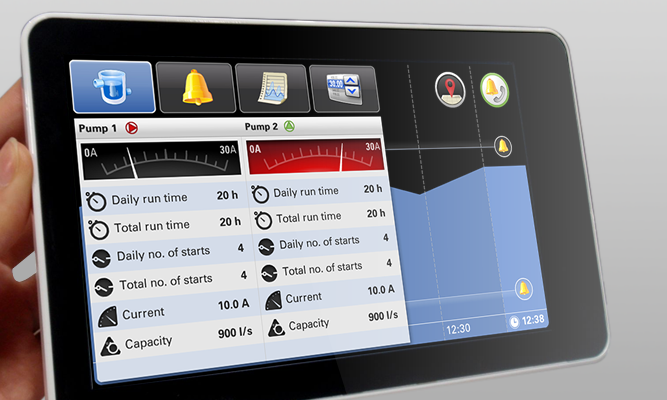 30.00
Pump 1
Pump 2
0A 30A
0A 30A
Daily run time 20 h
Daily run time 20 h
Total run time 20 h
Total run time 20 h
Daily no. of starts 4
Daily no. of starts 4
Total no. of starts 4
Total no. of starts 4
Current 10.0 A
Current 10.0 A
Capacity 900 l/s
Capacity 900 l/s
12:30
12:38